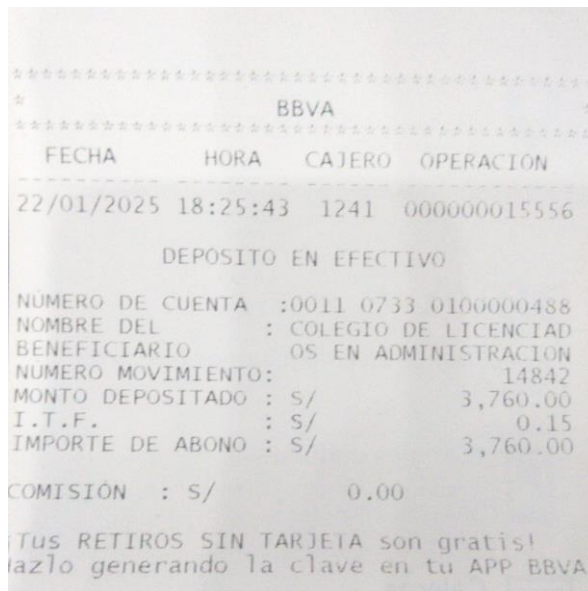 ****************************************
*                 BBVA
****************************************
FECHA HORA CAJERO OPERACION
22/01/2025 18:25:43 1241 000000015556
DEPOSITO EN EFECTIVO
NÚMERO DE CUENTA :0011 0733 0100000488
NOMBRE DEL : COLEGIO DE LICENCIAD
BENEFICIARIO OS EN ADMINISTRACION
NUMERO MOVIMIENTO: 14842
MONTO DEPOSITADO : S/ 3,760.00
I.T.F. : S/ 0.15
IMPORTE DE ABONO : S/ 3,760.00
COMISIÓN : S/ 0.00
¡Tus RETIROS SIN TARJETA son gratis!
Hazlo generando la clave en tu APP BBVA